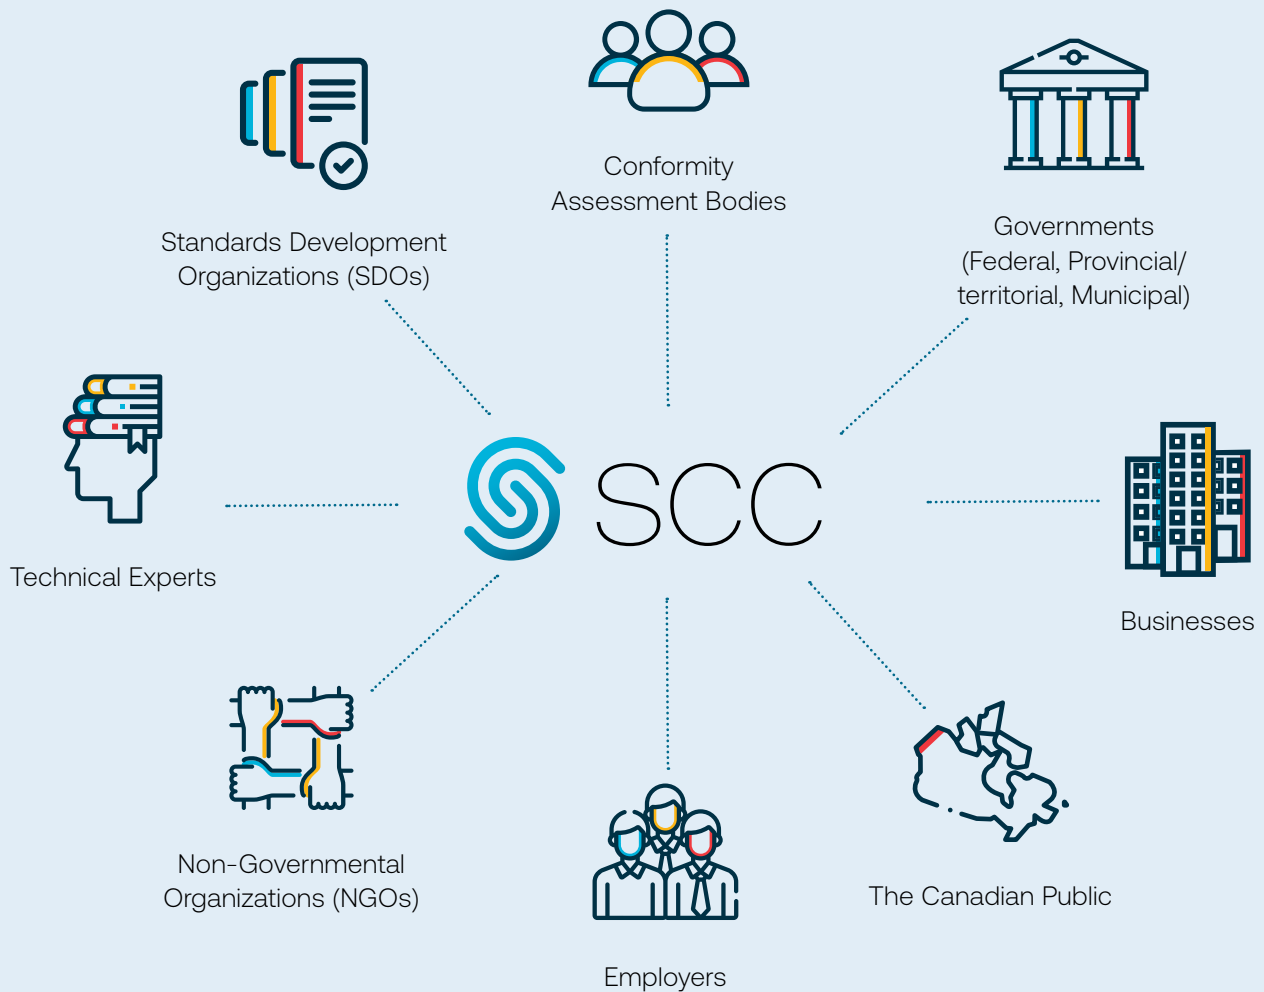 Conformity
Assessment Bodies
Standards Development
Organizations (SDOs)
Governments
(Federal, Provincial/
territorial, Municipal)
SCC
Technical Experts
Businesses
Non-Governmental
Organizations (NGOs)
The Canadian Public
Employers